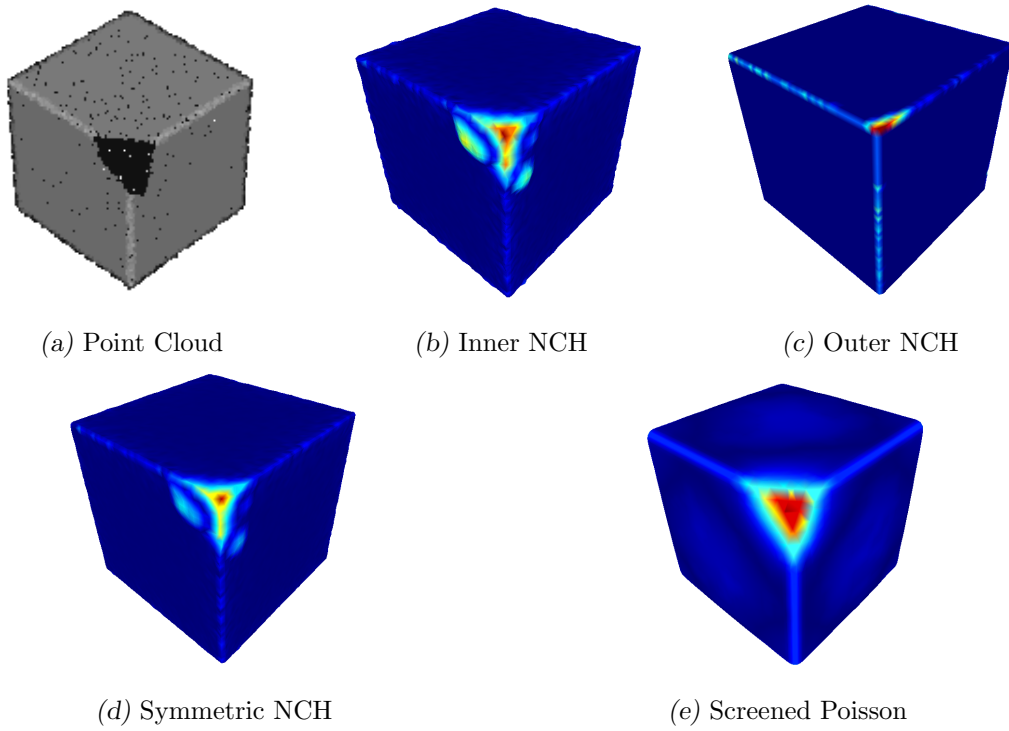 (a) Point Cloud
(b) Inner NCH
(c) Outer NCH
(d) Symmetric NCH
(e) Screened Poisson